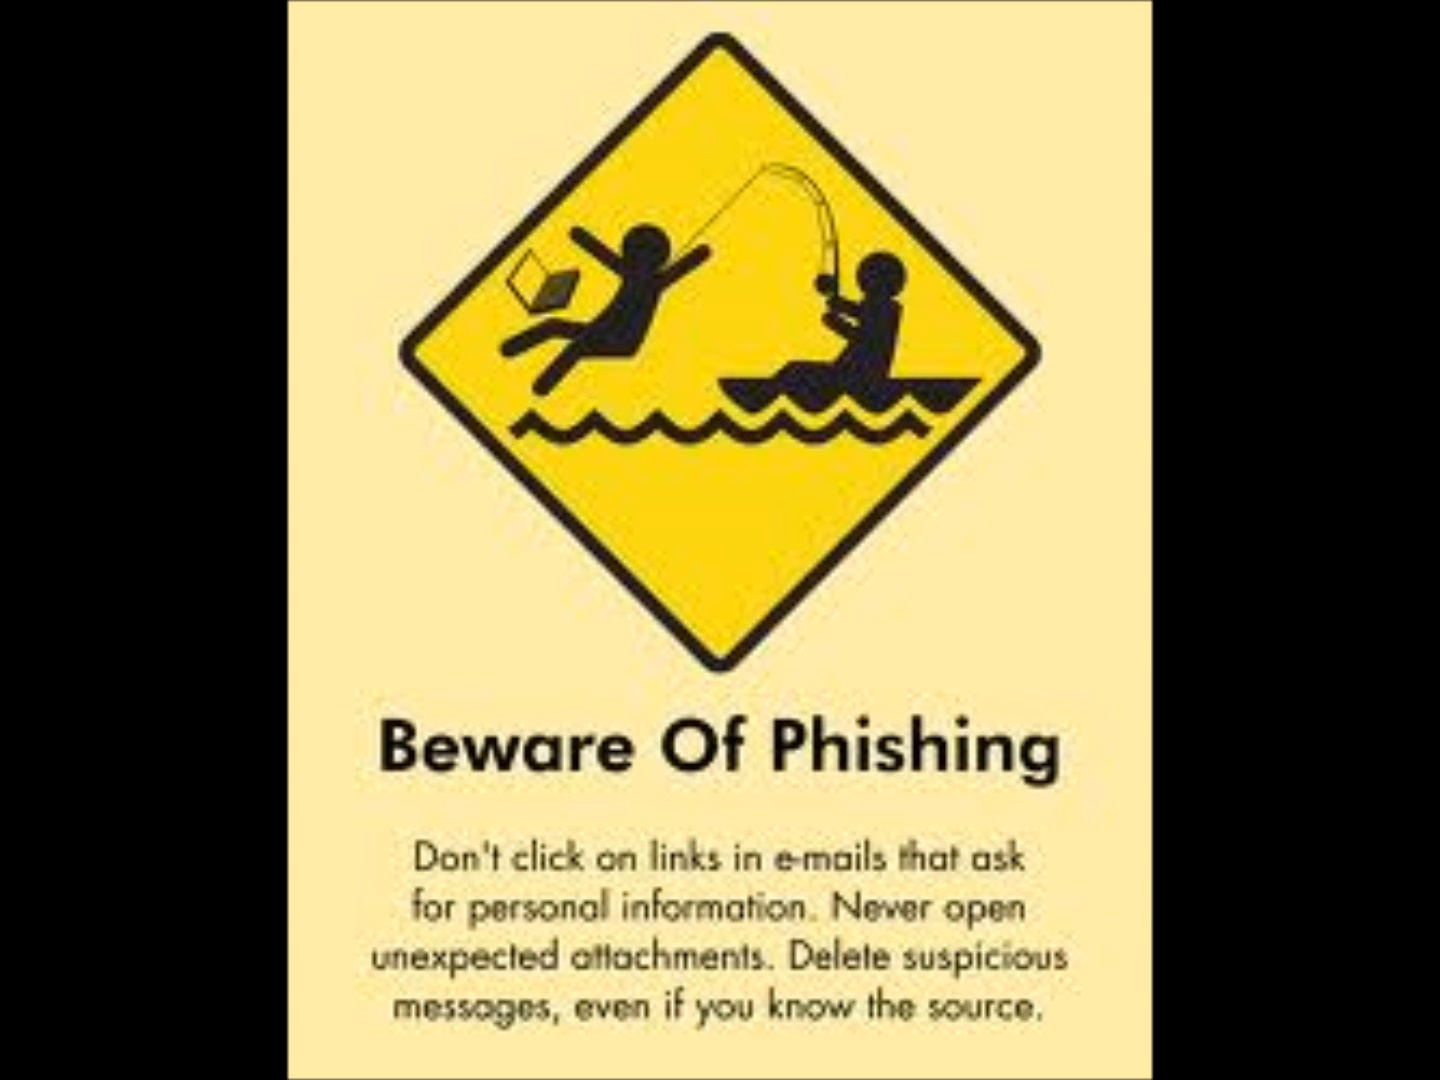 Beware Of Phishing
Don't click on links in e-mails that ask
for personal information. Never open
unexpected attachments. Delete suspicious
messages, even if you know the source.